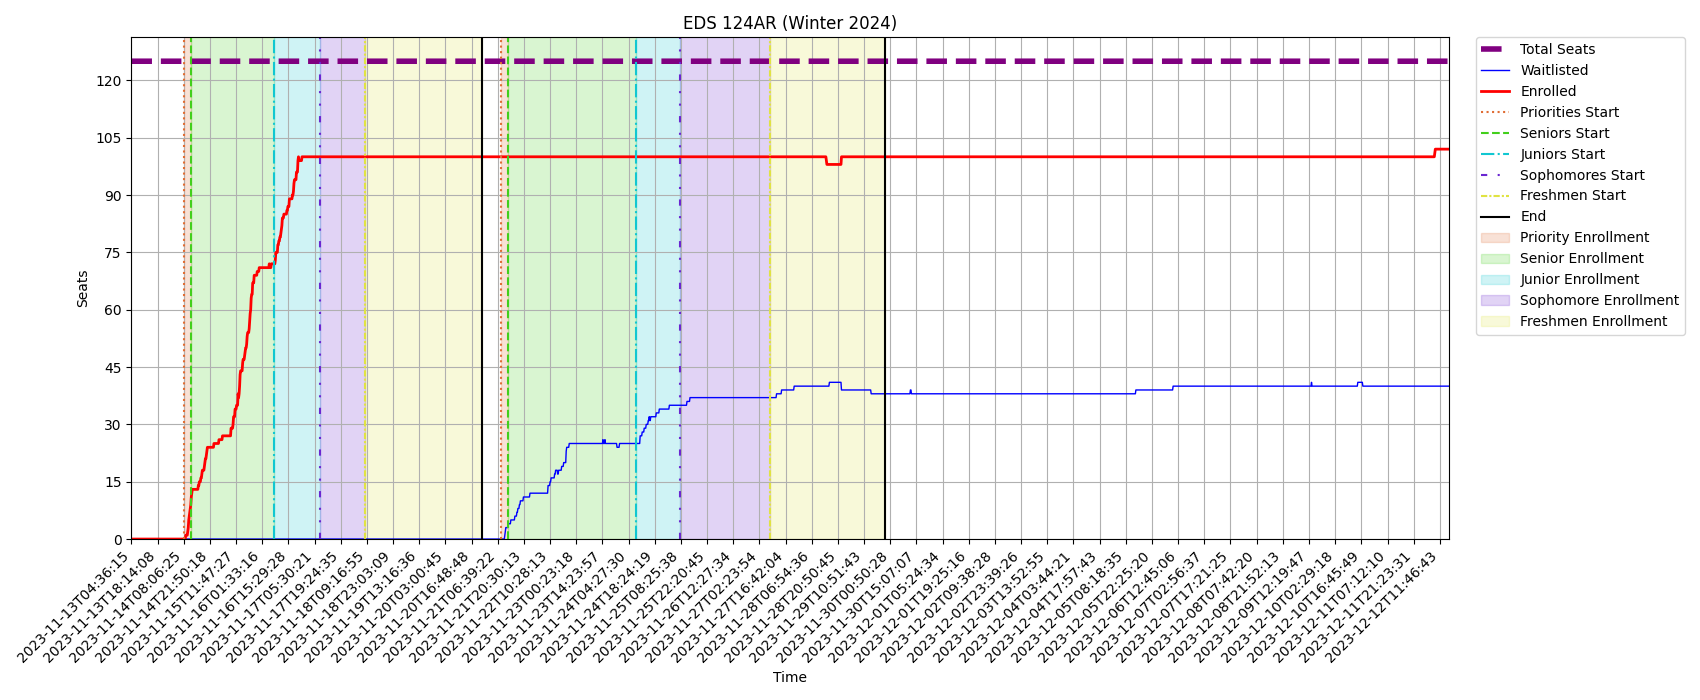 EDS 124AR (Winter 2024)
Seats
120
105
90
75
60
45
30
15
0
2023-11-13T04:36:15
2023-11-13T18:14:08
2023-11-14T08:06:25
2023-11-14T21:50:18
2023-11-15T11:47:27
2023-11-16T01:33:16
2023-11-16T15:29:28
2023-11-17T05:30:21
2023-11-17T19:24:35
2023-11-18T09:16:55
2023-11-18T23:03:09
2023-11-19T13:16:36
2023-11-20T03:00:45
2023-11-20T16:48:48
2023-11-21T06:39:22
2023-11-21T20:30:13
2023-11-22T10:28:13
2023-11-23T00:23:18
2023-11-23T14:23:57
2023-11-24T04:27:30
2023-11-24T18:24:19
2023-11-25T08:25:38
2023-11-25T22:20:45
2023-11-26T12:27:34
2023-11-27T02:23:54
2023-11-27T16:42:04
2023-11-28T06:54:36
2023-11-28T20:50:45
2023-11-29T10:51:43
2023-11-30T00:50:28
2023-11-30T15:07:07
2023-12-01T05:24:34
2023-12-01T19:25:16
2023-12-02T09:38:28
2023-12-02T23:39:26
2023-12-03T13:52:55
2023-12-04T03:44:21
2023-12-04T17:57:43
2023-12-05T08:18:35
2023-12-05T22:25:20
2023-12-06T12:45:06
2023-12-07T02:56:37
2023-12-07T17:21:25
2023-12-08T07:42:20
2023-12-08T21:52:13
2023-12-09T12:19:47
2023-12-10T02:29:18
2023-12-10T16:45:49
2023-12-11T07:12:10
2023-12-11T21:23:31
2023-12-12T11:46:43
Time
Total Seats
Waitlisted
Enrolled
Priorities Start
Seniors Start
Juniors Start
Sophomores Start
Freshmen Start
End
Priority Enrollment
Senior Enrollment
Junior Enrollment
Sophomore Enrollment
Freshmen Enrollment